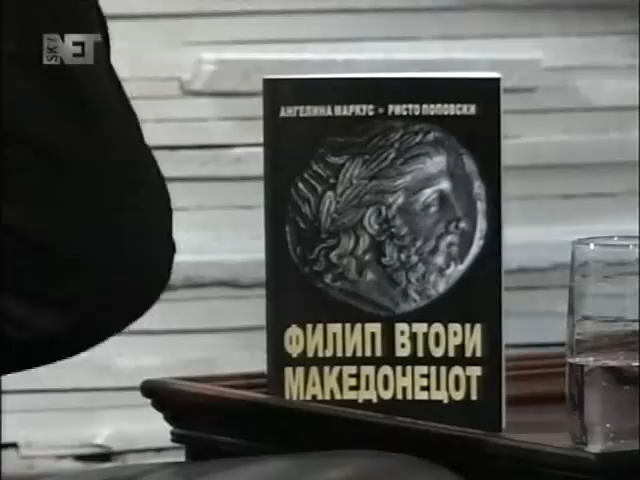 SKY NET
АНГЕЛИНА МАРКУС • РИСТО ПОПОВСКИ
ФИЛИП ВТОРИ
МАКЕДОНЕЦОТ